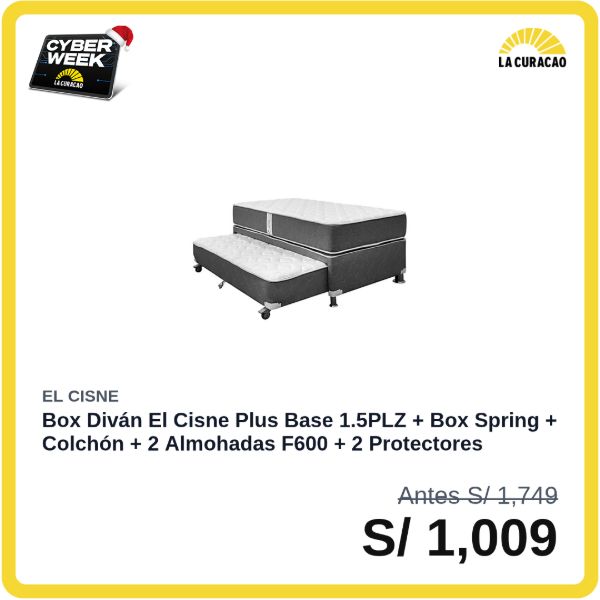 CYBER
WEEK
LA CURACAO
LA CURACAO
EL CISNE
Box Diván El Cisne Plus Base 1.5PLZ + Box Spring +
Colchón + 2 Almohadas F600 + 2 Protectores
Antes S/ 1,749
S/ 1,009